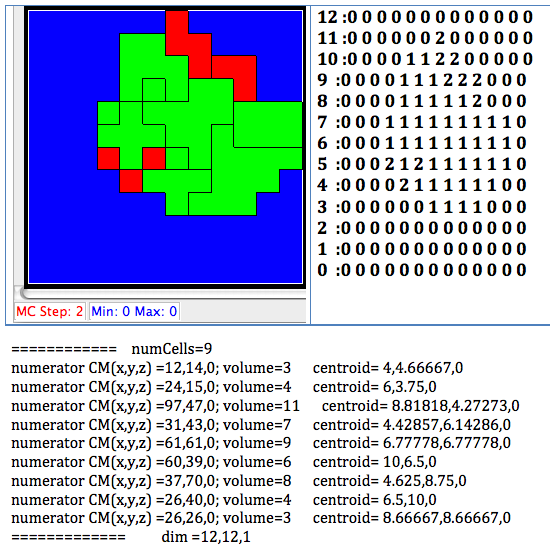 12 :0 0 0 0 0 0 0 0 0 0 0 0 0
11 :0 0 0 0 0 0 2 0 0 0 0 0 0
10 :0 0 0 0 1 1 2 2 0 0 0 0 0
9 :0 0 0 0 1 1 1 2 2 2 0 0 0
8 :0 0 0 0 1 1 1 1 1 2 0 0 0
7 :0 0 0 1 1 1 1 1 1 1 1 1 0
6 :0 0 0 1 1 1 1 1 1 1 1 1 0
5 :0 0 0 2 1 2 1 1 1 1 1 1 0
4 :0 0 0 0 2 1 1 1 1 1 1 0 0
3 :0 0 0 0 0 0 1 1 1 1 0 0 0
2 :0 0 0 0 0 0 0 0 0 0 0 0 0
1 :0 0 0 0 0 0 0 0 0 0 0 0 0
0 :0 0 0 0 0 0 0 0 0 0 0 0 0
MC Step: 2 Min: 0 Max: 0
============ numCells=9
numerator CM(x,y,z) =12,14,0; volume=3 centroid= 4,4.66667,0
numerator CM(x,y,z) =24,15,0; volume=4 centroid= 6,3.75,0
numerator CM(x,y,z) =97,47,0; volume=11 centroid= 8.81818,4.27273,0
numerator CM(x,y,z) =31,43,0; volume=7 centroid= 4.42857,6.14286,0
numerator CM(x,y,z) =61,61,0; volume=9 centroid= 6.77778,6.77778,0
numerator CM(x,y,z) =60,39,0; volume=6 centroid= 10,6.5,0
numerator CM(x,y,z) =37,70,0; volume=8 centroid= 4.625,8.75,0
numerator CM(x,y,z) =26,40,0; volume=4 centroid= 6.5,10,0
numerator CM(x,y,z) =26,26,0; volume=3 centroid= 8.66667,8.66667,0
============= dim =12,12,1